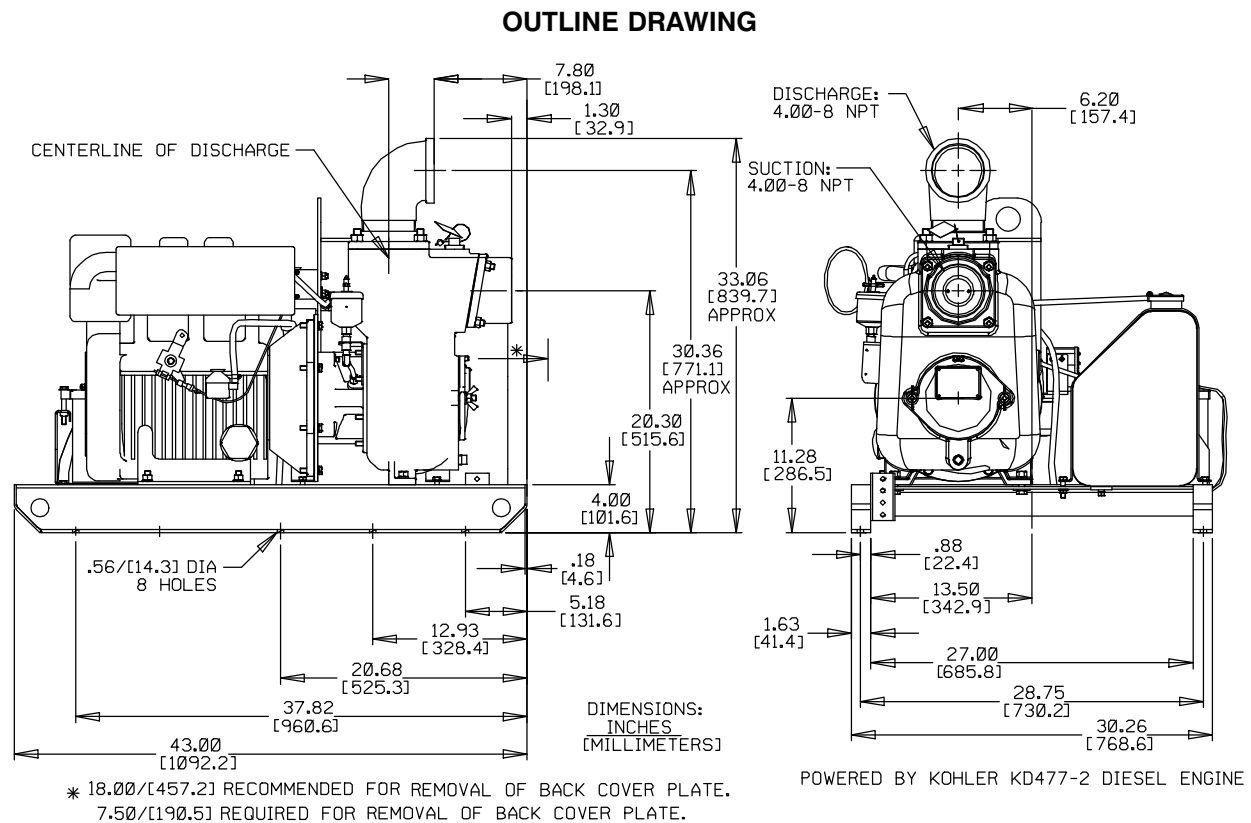 OUTLINE DRAWING
7.80
[198.1]
1.30
[32.9]
CENTERLINE OF DISCHARGE
DISCHARGE:
4.00-8 NPT
6.20
[157.4]
SUCTION:
4.00-8 NPT
33.06
[839.7]
APPROX
30.36
[771.1]
APPROX
*
20.30
[515.6]
11.28
[286.5]
4.00
[101.6]
.56/[14.3] DIA
8 HOLES
.18
[4.6]
5.18
[131.6]
12.93
[328.4]
20.68
[525.3]
37.82
[960.6]
43.00
[1092.2]
.88
[22.4]
13.50
[342.9]
1.63
[41.4]
27.00
[685.8]
28.75
[730.2]
30.26
[768.6]
DIMENSIONS:
INCHES
[MILLIMETERS]
* 18.00/[457.2] RECOMMENDED FOR REMOVAL OF BACK COVER PLATE.
7.50/[190.5] REQUIRED FOR REMOVAL OF BACK COVER PLATE.
POWERED BY KOHLER KD477-2 DIESEL ENGINE